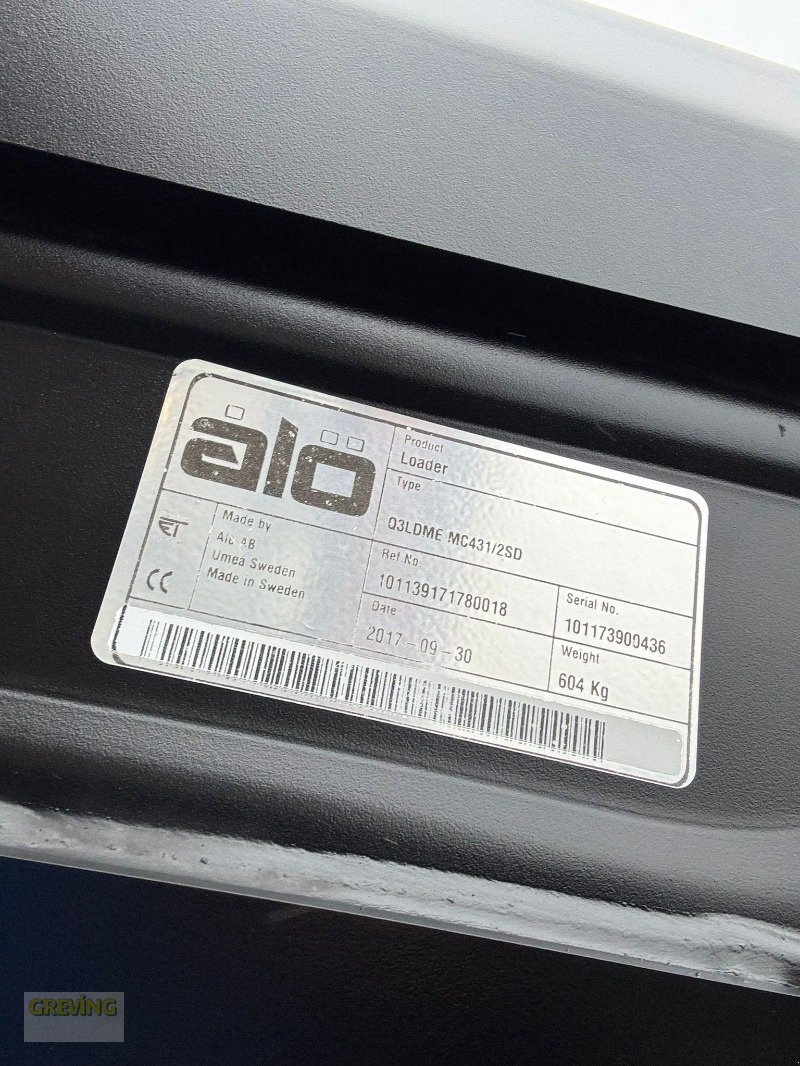 ålö
Product
Loader
Type
Q3LDME MC431/2SD
Made by
Alö AB
Umeå Sweden
Made in Sweden
CE
Ref.No
101139171780018
Serial No.
101173909436
Date
2017-09-30
Weight
604 Kg
GREVING